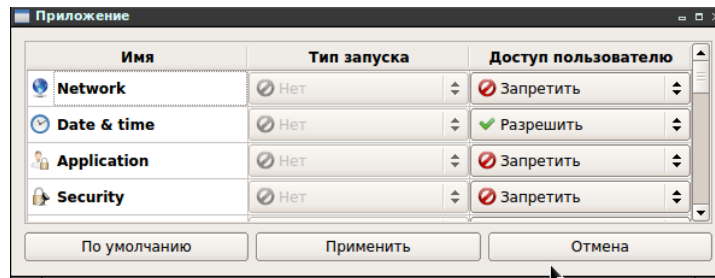 Приложение
Имя Тип запуска Доступ пользователю
Network Нет Запретить
Date & time Нет Разрешить
Application Нет Запретить
Security Нет Запретить
По умолчанию Применить Отмена